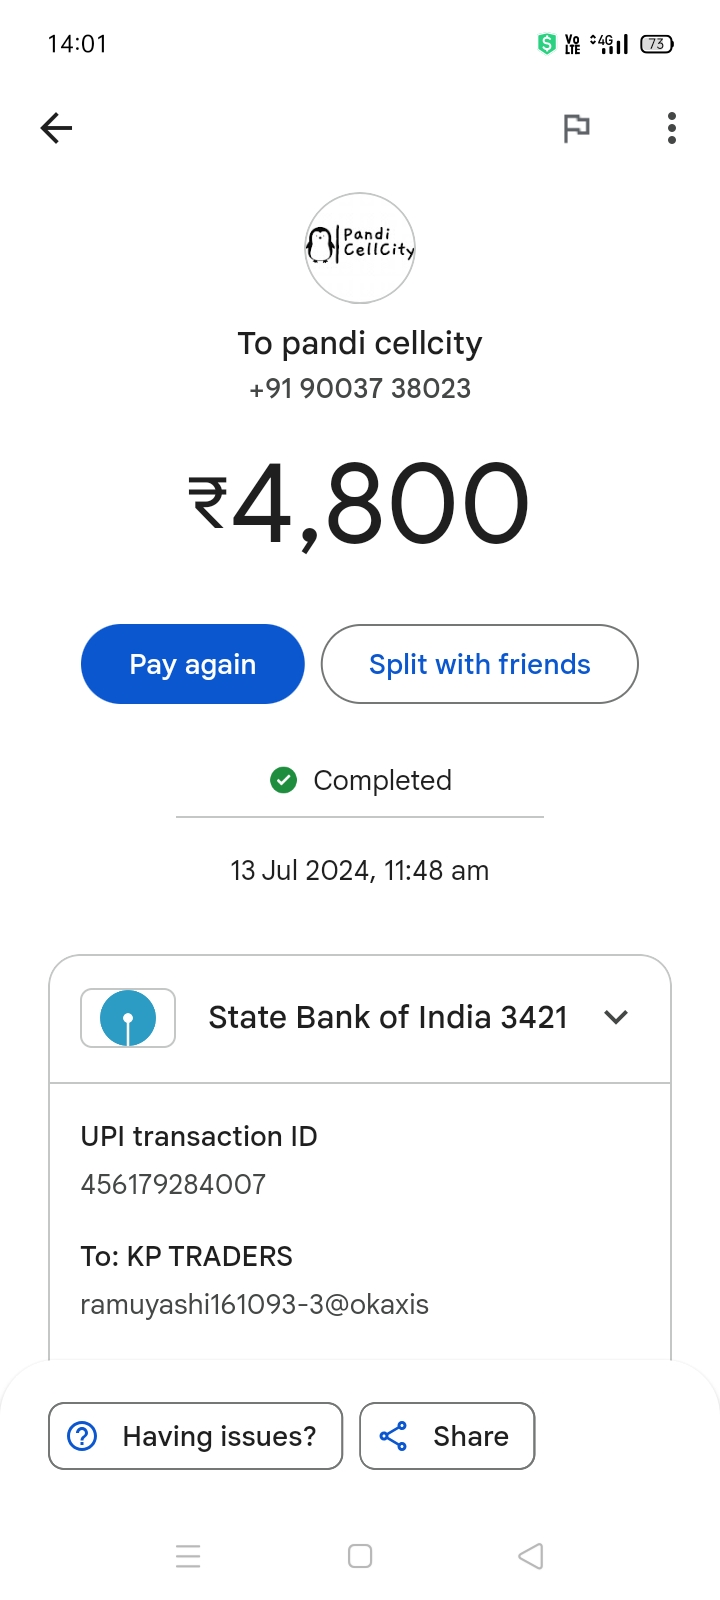 14:01
Vo LTE 4G 73
Pandi
CellCity
To pandi cellcity
+91 90037 38023
₹4,800
Pay again
Split with friends
Completed
13 Jul 2024, 11:48 am
State Bank of India 3421
UPI transaction ID
456179284007
To: KP TRADERS
ramuyashi161093-3@okaxis
Having issues?
Share